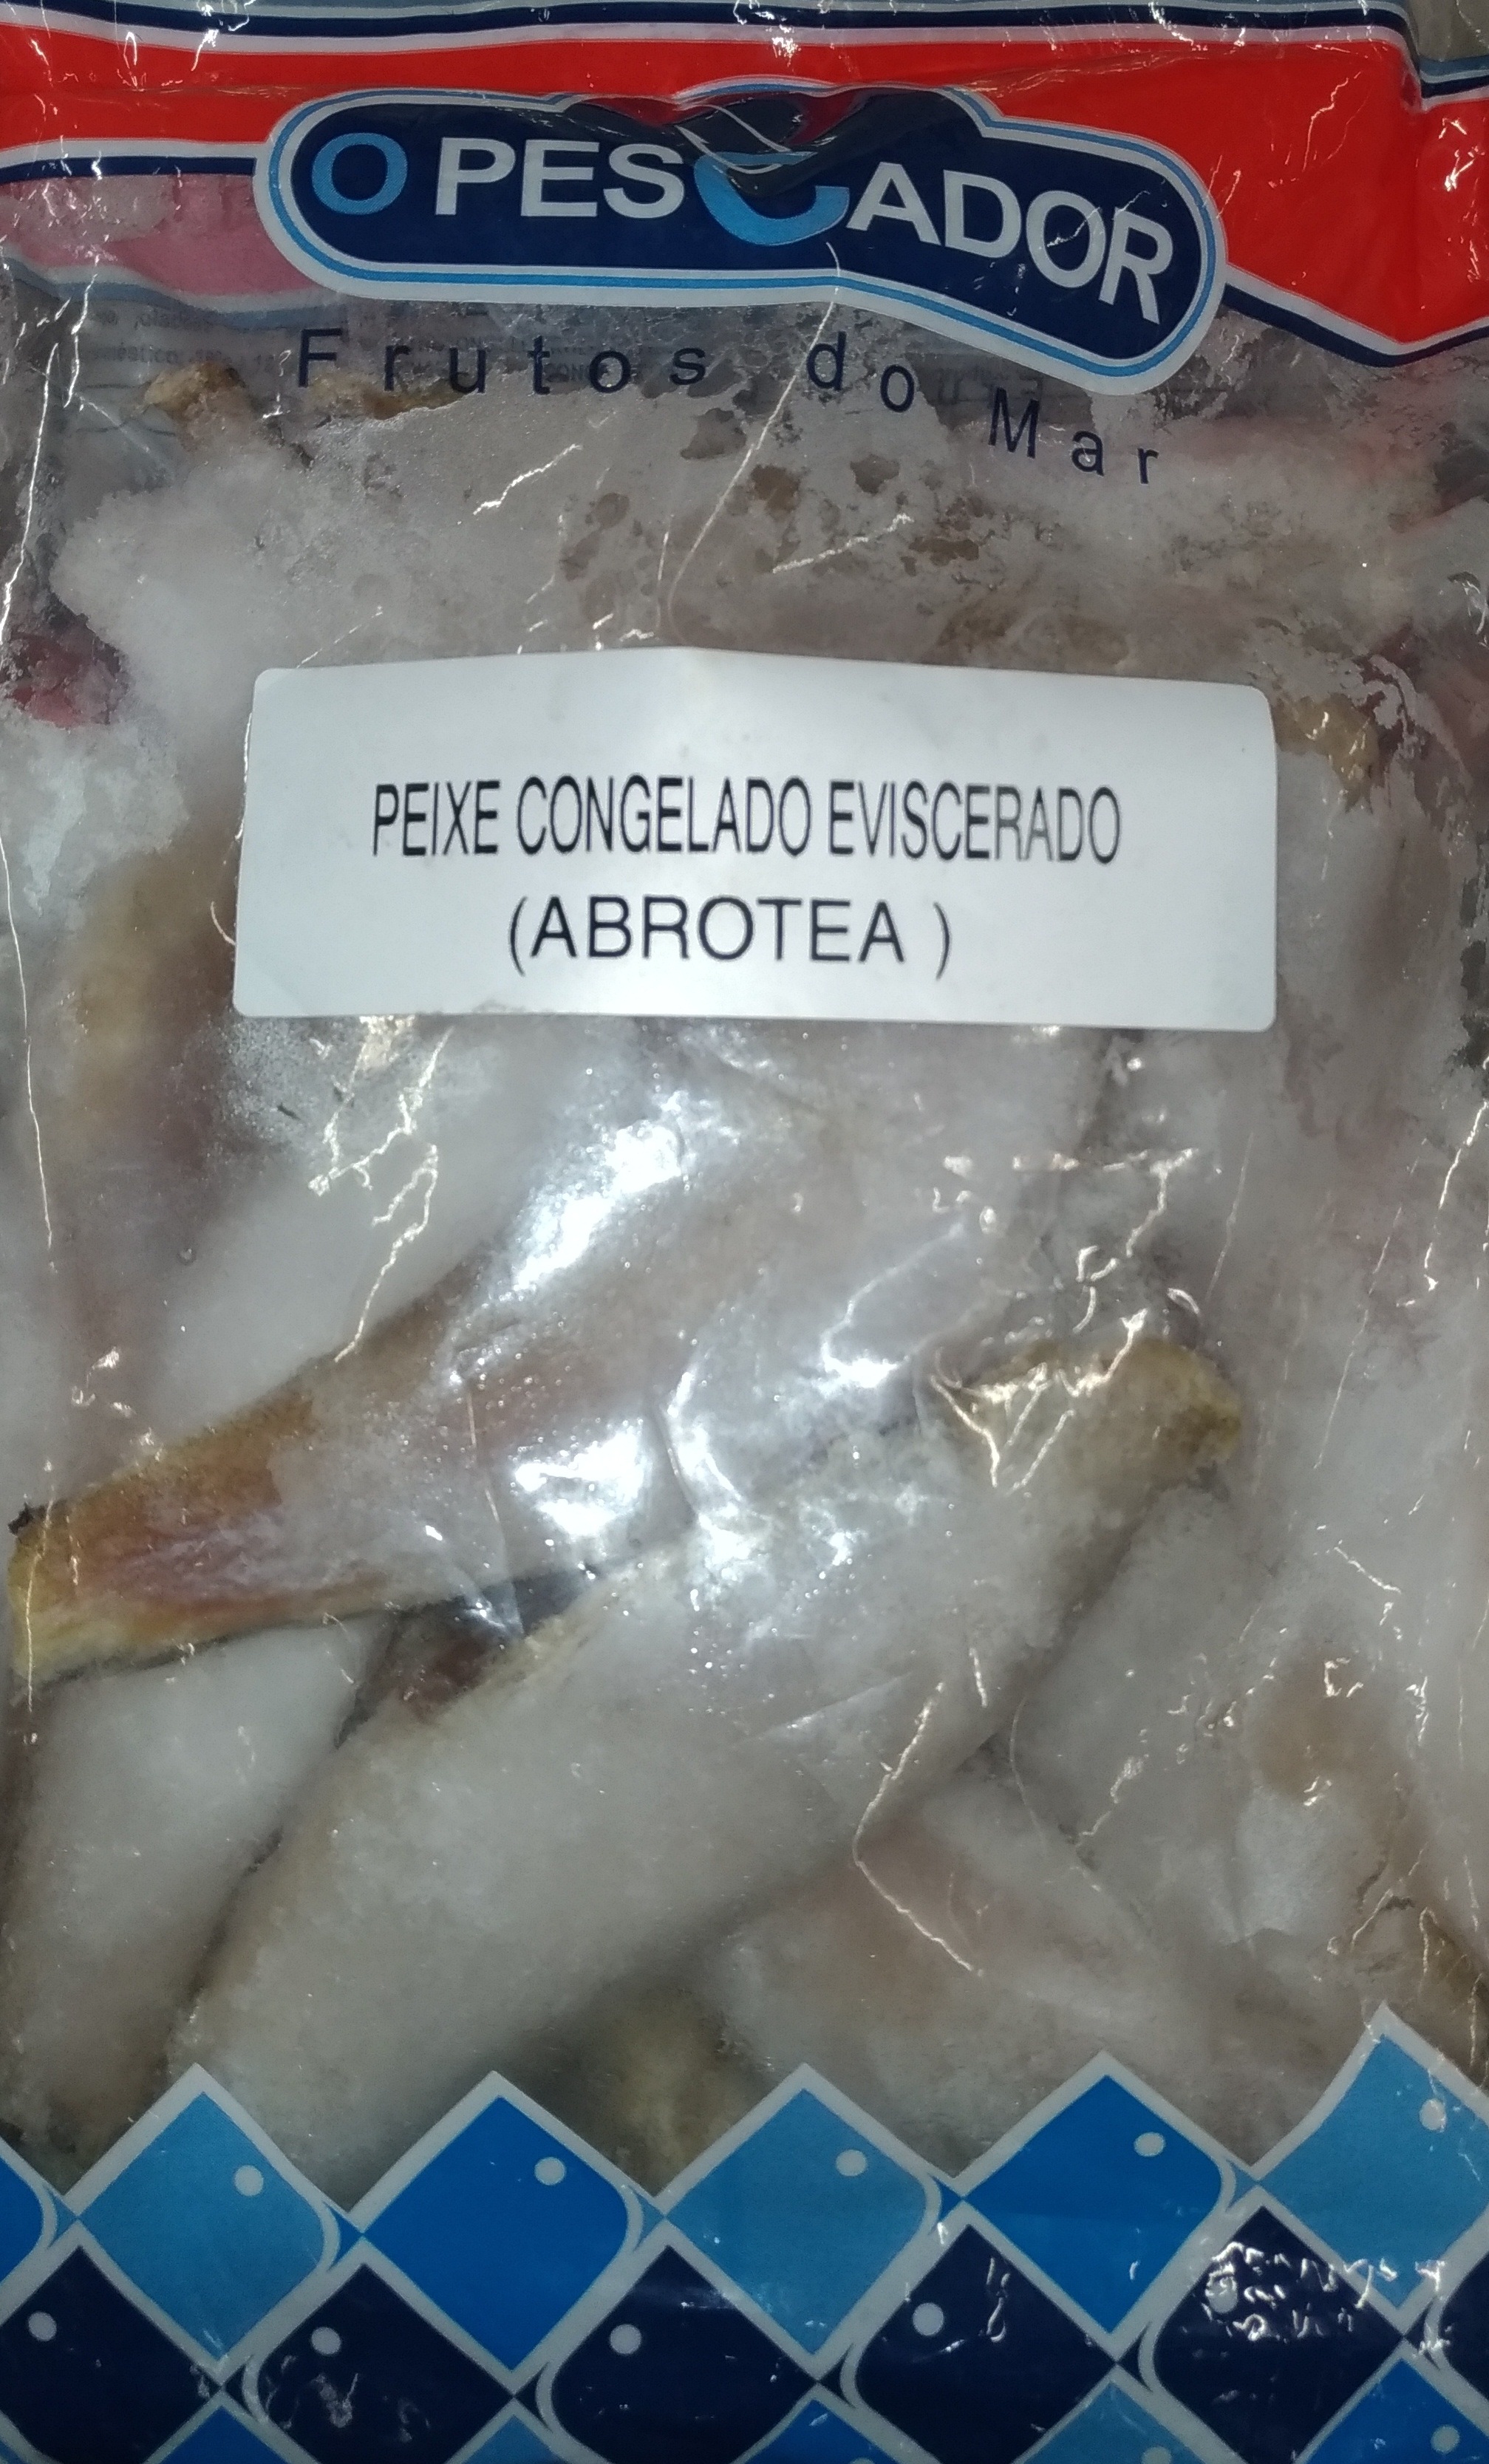 O PESCADOR
Frutos do Mar
PEIXE CONGELADO EVISCERADO
(ABROTEA )